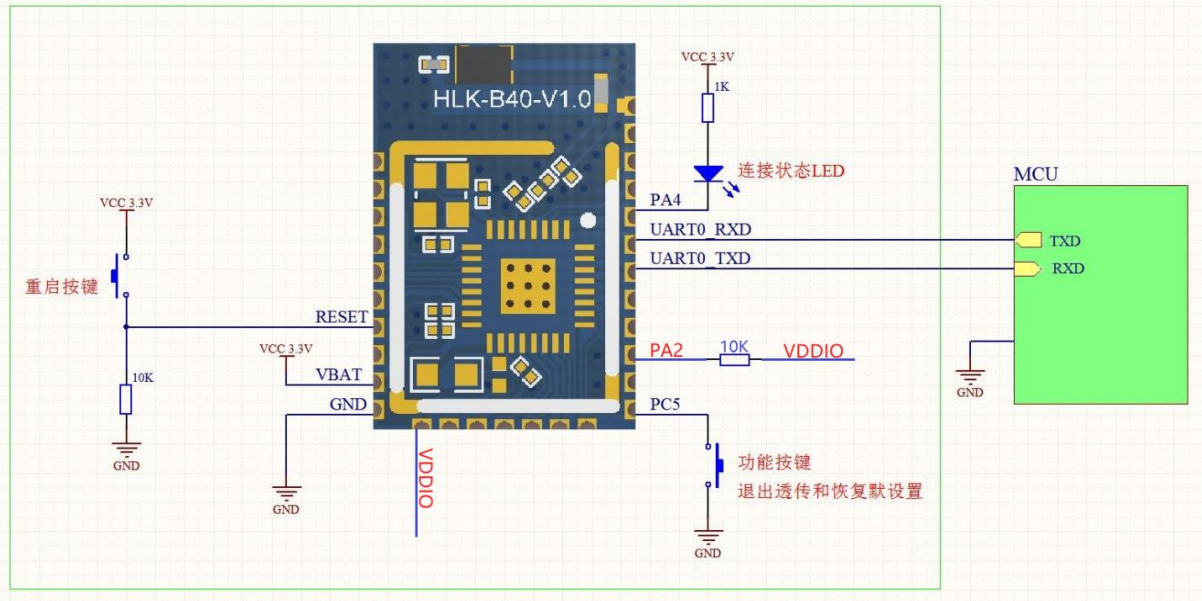 HLK-B40-V1.0
VCC 3.3V
1K
连接状态LED
PA4
UART0_RXD
UART0_TXD
MCU
TXD
RXD
GND
VCC 3.3V
重启按键
RESET
10K
GND
VCC 3.3V
VBAT
GND
GND
VDDIO
PA2
10K
VDDIO
PC5
功能按键
退出透传和恢复默设置
GND